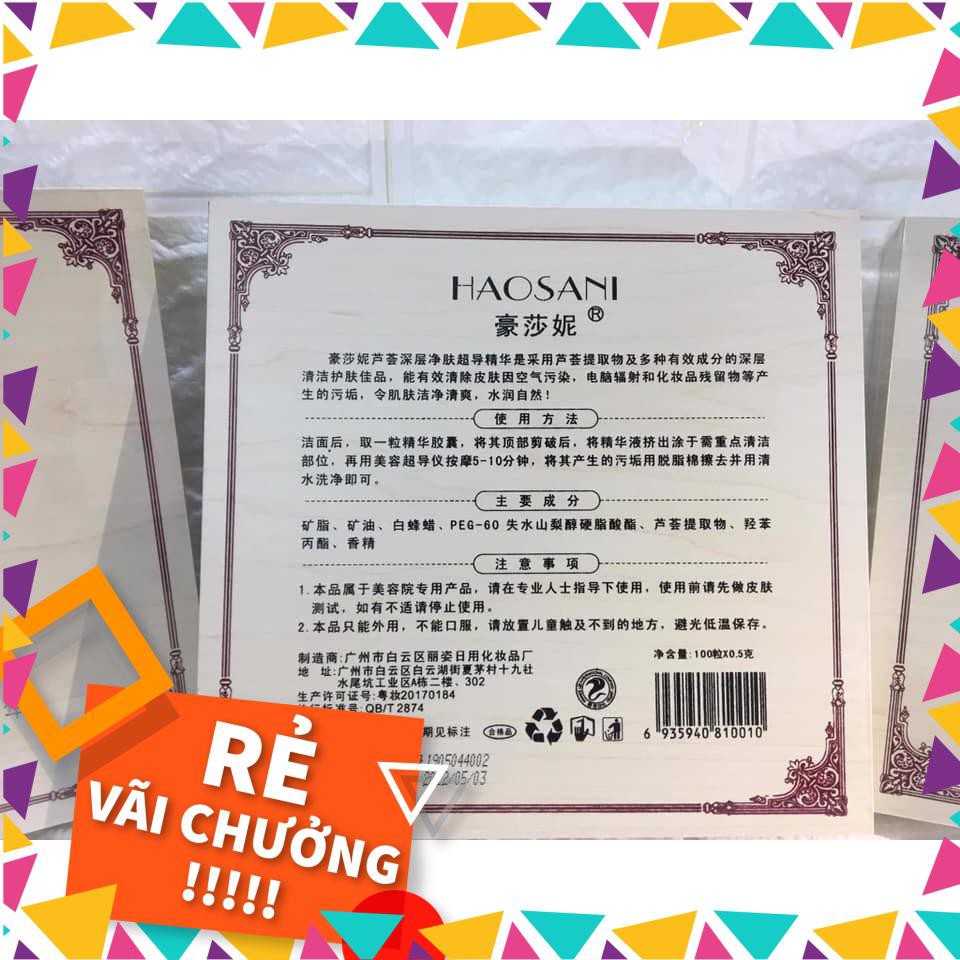 HAOSANI
豪莎妮®
豪莎妮芦荟深层净肤超导精华是采用芦荟提取物及多种有效成分的深层
清洁护肤佳品，能有效清除皮肤因空气污染，电脑辐射和化妆品残留物等产
生的污垢，令肌肤洁净清爽，水润自然！
使用方法
洁面后，取一粒精华胶囊，将其顶部剪破后，将精华液挤出涂于需重点清洁
部位，再用美容超导仪按摩5-10分钟，将其产生的污垢用脱脂棉擦去并用清
水洗净即可。
主要成分
矿脂、矿油、白蜂蜡、PEG-60 失水山梨醇硬脂酸酯、芦荟提取物、羟苯
丙酯、香精
注意事项
1.本品属于美容院专用产品，请在专业人士指导下使用，使用前请先做皮肤
测试，如有不适请停止使用。
2.本品只能外用，不能口服，请放置儿童触及不到的地方，避光低温保存。
制造商:广州市白云区丽姿日用化妆品厂
地 址:广州市白云区白云湖街夏茅村十九社
水尾坑工业区A栋二楼、302
生产许可证号:粤妆20170184
执行标准号:QB/T 2874
期见标注
合格品
净含量:100粒X0.5克
6 935940 810010
1905044002
/05/03
RẺ
VÃI CHƯỞNG
!!!!!